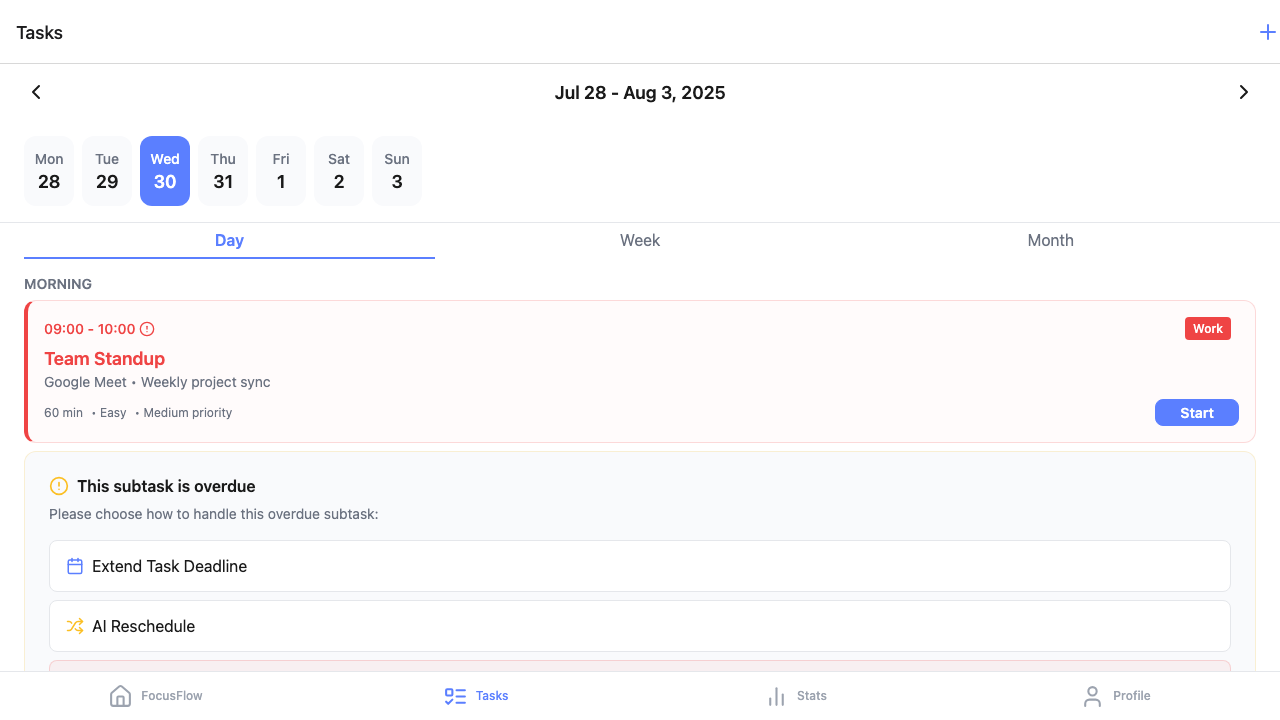 Tasks
Jul 28 - Aug 3, 2025
Mon Tue Wed Thu Fri Sat Sun
28 29 30 31 1 2 3
Day Week Month
MORNING
09:00 - 10:00
Work
Team Standup
Google Meet • Weekly project sync
60 min • Easy • Medium priority
Start
This subtask is overdue
Please choose how to handle this overdue subtask:
Extend Task Deadline
AI Reschedule
FocusFlow Tasks Stats Profile